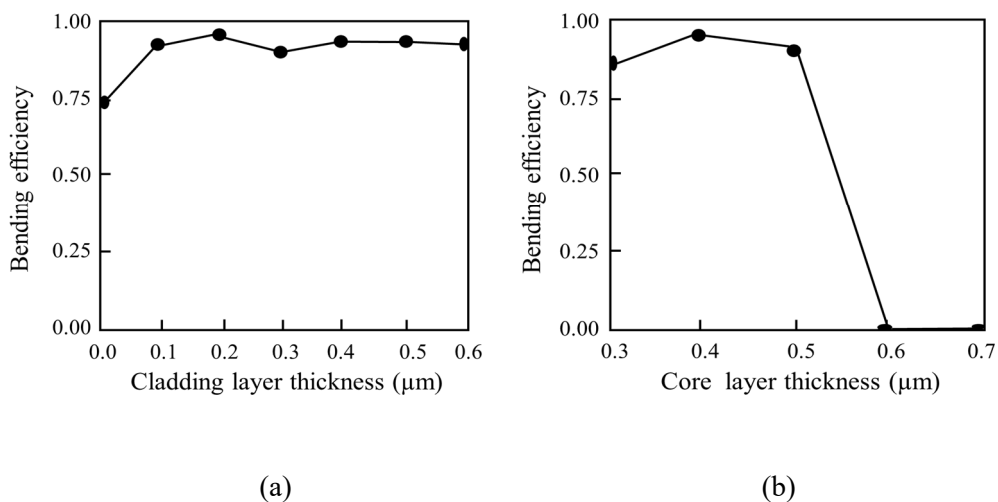 1.00
0.75
0.50
0.25
0.00
Bending efficiency
0.0 0.1 0.2 0.3 0.4 0.5 0.6
Cladding layer thickness (μm)
(a)
1.00
0.75
0.50
0.25
0.00
Bending efficiency
0.3 0.4 0.5 0.6 0.7
Core layer thickness (μm)
(b)